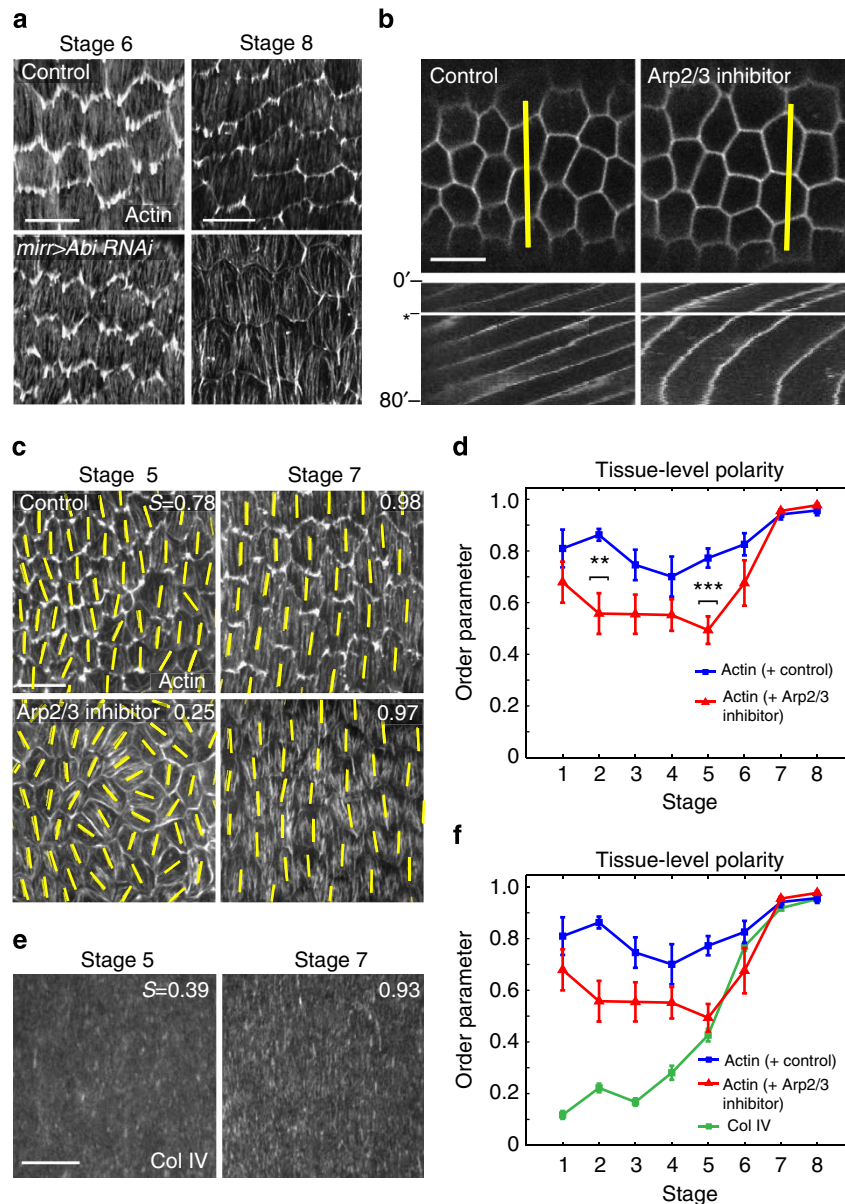 a
Stage 6
Stage 8
Control
Actin
mirr>Abi RNAi
b
Control
Arp2/3 inhibitor
0′
*
80′
c
Stage 5
Stage 7
Control
S=0.78
0.98
Actin
Arp2/3 inhibitor
0.25
0.97
d
Tissue-level polarity
Order parameter
1.0
0.8
0.6
0.4
0.2
0
**
***
Actin (+ control)
Actin (+ Arp2/3
inhibitor)
1 2 3 4 5 6 7 8
Stage
e
Stage 5
Stage 7
S=0.39
0.93
Col IV
f
Tissue-level polarity
Order parameter
1.0
0.8
0.6
0.4
0.2
0
Actin (+ control)
Actin (+ Arp2/3
inhibitor)
Col IV
1 2 3 4 5 6 7 8
Stage